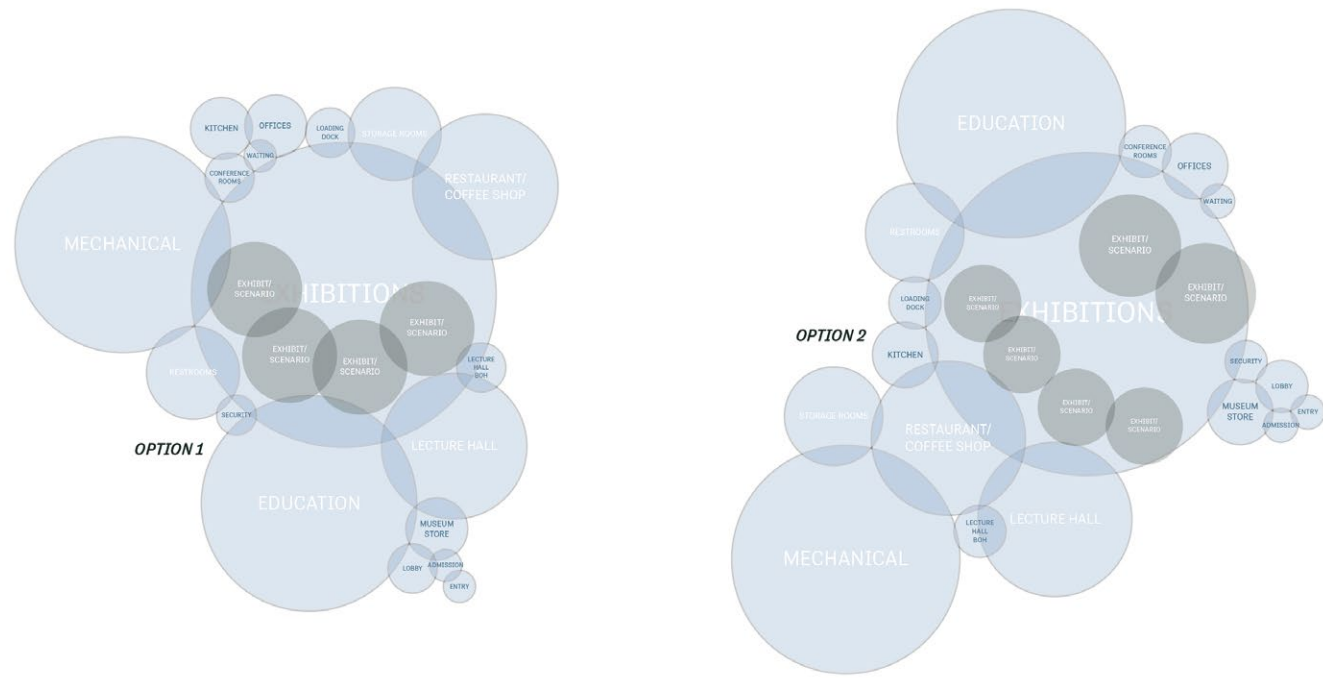 KITCHEN
OFFICES
LOADING
DOCK
STORAGE ROOMS
WAITING
CONFERENCE
ROOMS
RESTAURANT/
COFFEE SHOP
MECHANICAL
EXHIBITIONS
EXHIBIT/
SCENARIO
EXHIBIT/
SCENARIO
EXHIBIT/
SCENARIO
EXHIBIT/
SCENARIO
LECTURE
HALL
BOH
RESTROOMS
SECURITY
OPTION 1
LECTURE HALL
EDUCATION
MUSEUM
STORE
LOBBY
ADMISSION
ENTRY
EDUCATION
CONFERENCE
ROOMS
OFFICES
WAITING
RESTROOMS
EXHIBIT/
SCENARIO
EXHIBIT/
SCENARIO
LOADING
DOCK
EXHIBIT/
SCENARIO
EXHIBITIONS
OPTION 2
KITCHEN
EXHIBIT/
SCENARIO
SECURITY
LOBBY
MUSEUM
STORE
ENTRY
ADMISSION
EXHIBIT/
SCENARIO
EXHIBIT/
SCENARIO
STORAGE ROOMS
RESTAURANT/
COFFEE SHOP
LECTURE
HALL
BOH
LECTURE HALL
MECHANICAL